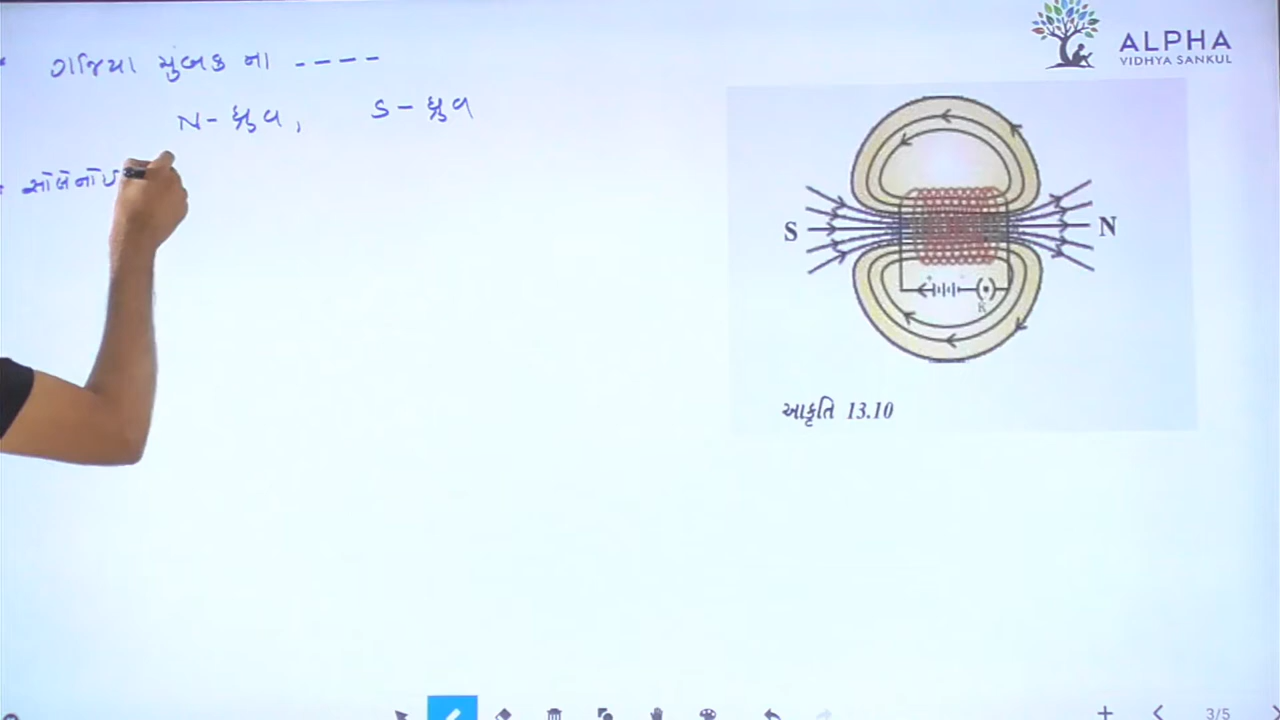 ગજિયા ચુંબક ના ----
N-ધ્રુવ, S-ધ્રુવ
સોલેનોઇ
ALPHA
VIDHYA SANKUL
S
N
K
આકૃતિ 13.10
3/5